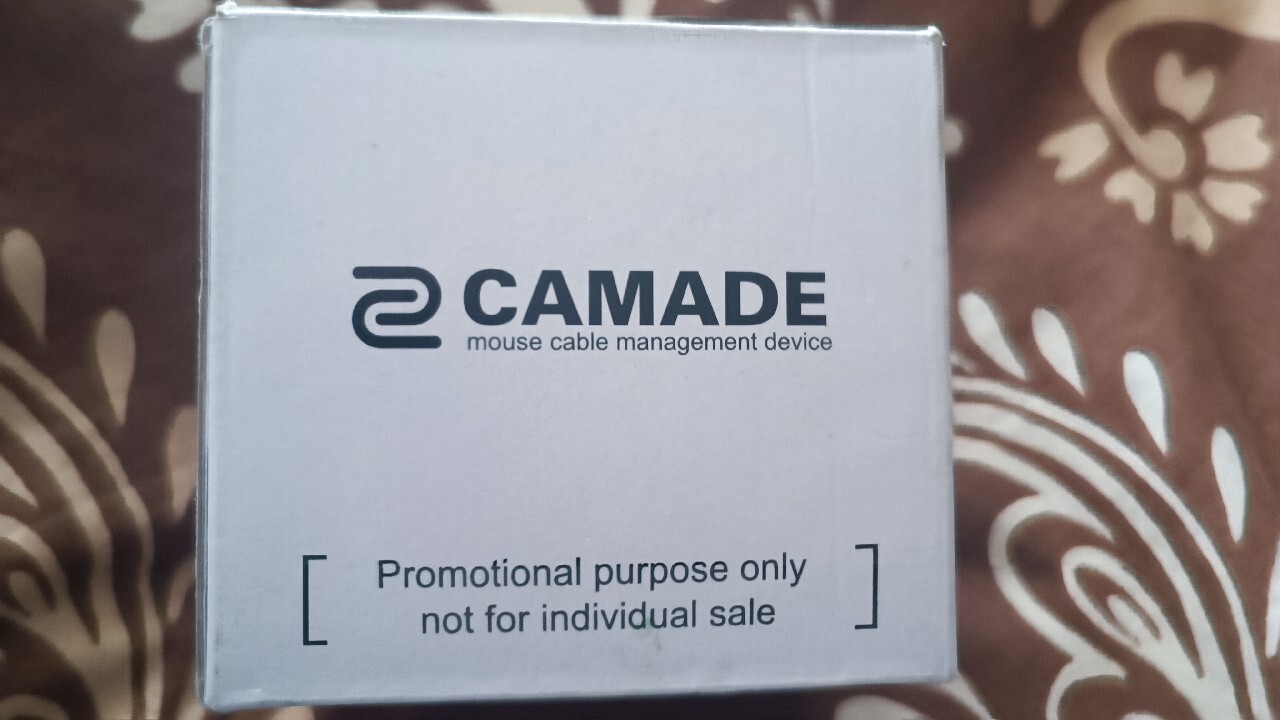 CAMADE
mouse cable management device
Promotional purpose only
not for individual sale